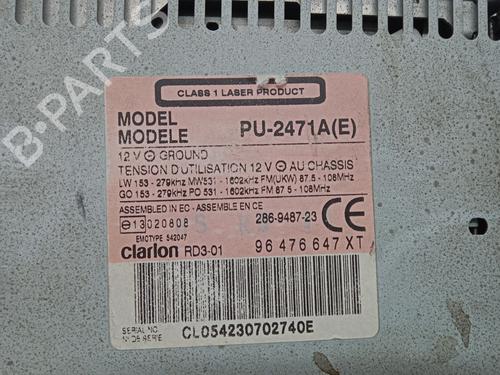 CLASS 1 LASER PRODUCT
MODEL
MODELE PU-2471A(E)
12 V ⊖ GROUND
TENSION D'UTILISATION 12 V ⊖ AU CHASSIS
LW 153 - 279kHz MW531 - 1602kHz FM(UKW) 87.5 - 108MHz
GO 153 - 279kHz PO 531 - 1602kHz FM 87.5 - 108MHz
ASSEMBLED IN EC - ASSEMBLE EN CE
13020808 286-9487-23 CE
EMOTYPE 542047
clarion RD3-01 96 476 647 XT
SERIAL NO.
N° DE SERIE CL054230702740E
B-PARTS